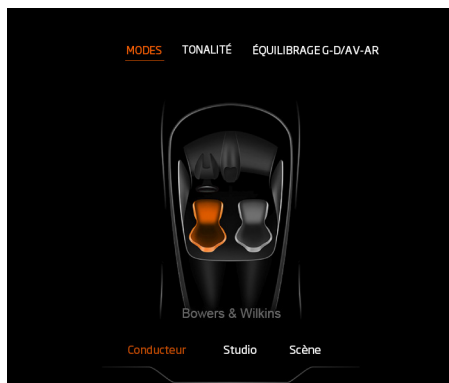 MODES TONALITÉ ÉQUILIBRAGE G-D/AV-AR
Bowers & Wilkins
Conducteur Studio Scène